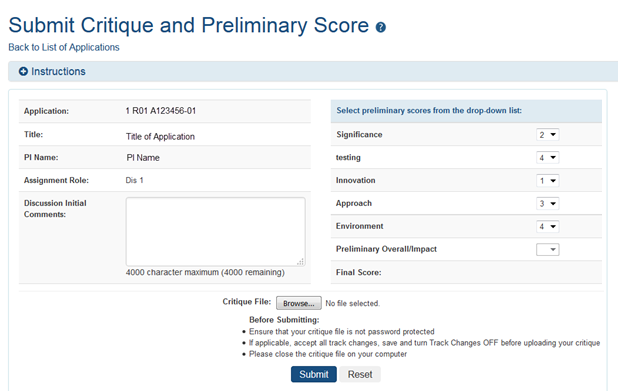 Submit Critique and Preliminary Score ?
Back to List of Applications
Instructions
Application: 1 R01 A123456-01
Title: Title of Application
PI Name: PI Name
Assignment Role: Dis 1
Discussion Initial
Comments:
4000 character maximum (4000 remaining)
Select preliminary scores from the drop-down list:
Significance 2
testing 4
Innovation 1
Approach 3
Environment 4
Preliminary Overall/Impact
Final Score:
Critique File: Browse... No file selected.
Before Submitting:
• Ensure that your critique file is not password protected
• If applicable, accept all track changes, save and turn Track Changes OFF before uploading your critique
• Please close the critique file on your computer
Submit Reset